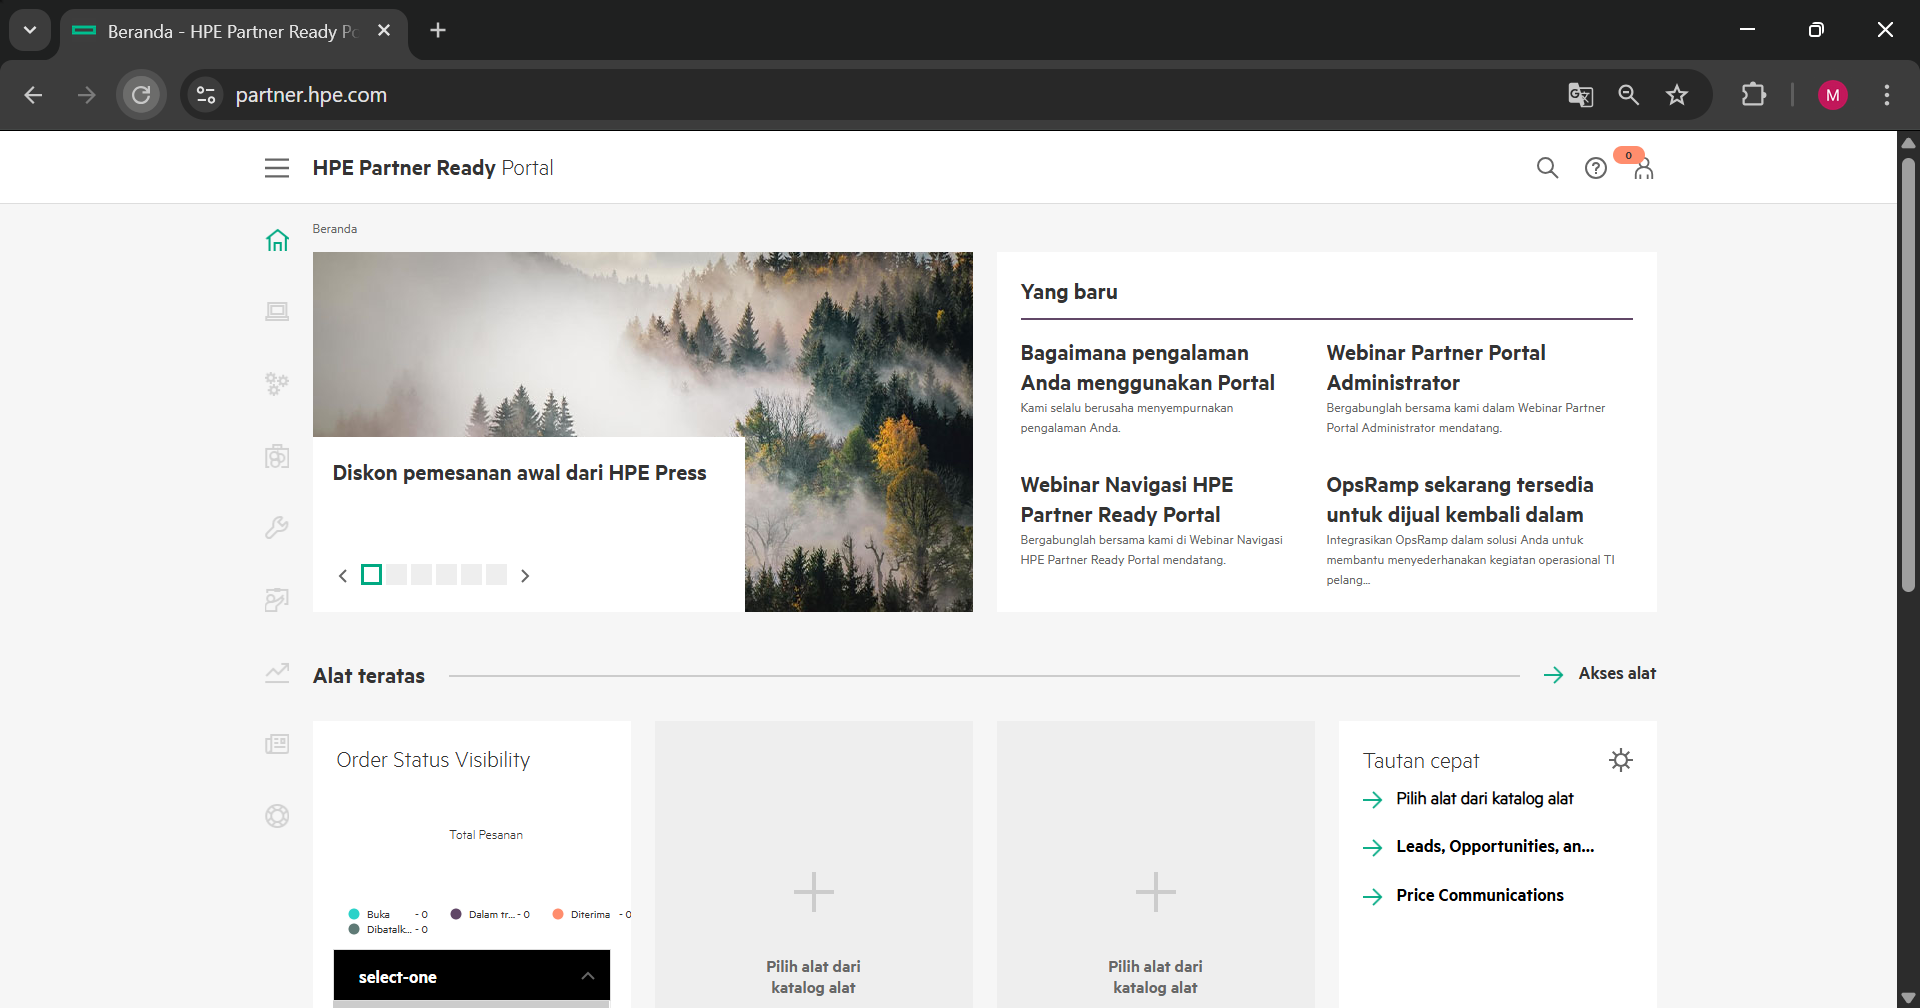 Beranda - HPE Partner Ready Po
partner.hpe.com
M
HPE Partner Ready Portal
0
Beranda
Diskon pemesanan awal dari HPE Press
Yang baru
Bagaimana pengalaman
Anda menggunakan Portal
Kami selalu berusaha menyempurnakan
pengalaman Anda.
Webinar Partner Portal
Administrator
Bergabunglah bersama kami dalam Webinar Partner
Portal Administrator mendatang.
Webinar Navigasi HPE
Partner Ready Portal
Bergabunglah bersama kami di Webinar Navigasi
HPE Partner Ready Portal mendatang.
OpsRamp sekarang tersedia
untuk dijual kembali dalam
Integrasikan OpsRamp dalam solusi Anda untuk
membantu menyederhanakan kegiatan operasional TI
pelang...
Alat teratas
Akses alat
Order Status Visibility
Total Pesanan
Buka - 0
Dalam tr... - 0
Diterima - 0
Dibatalk... - 0
select-one
Pilih alat dari
katalog alat
Pilih alat dari
katalog alat
Tautan cepat
Pilih alat dari katalog alat
Leads, Opportunities, an...
Price Communications